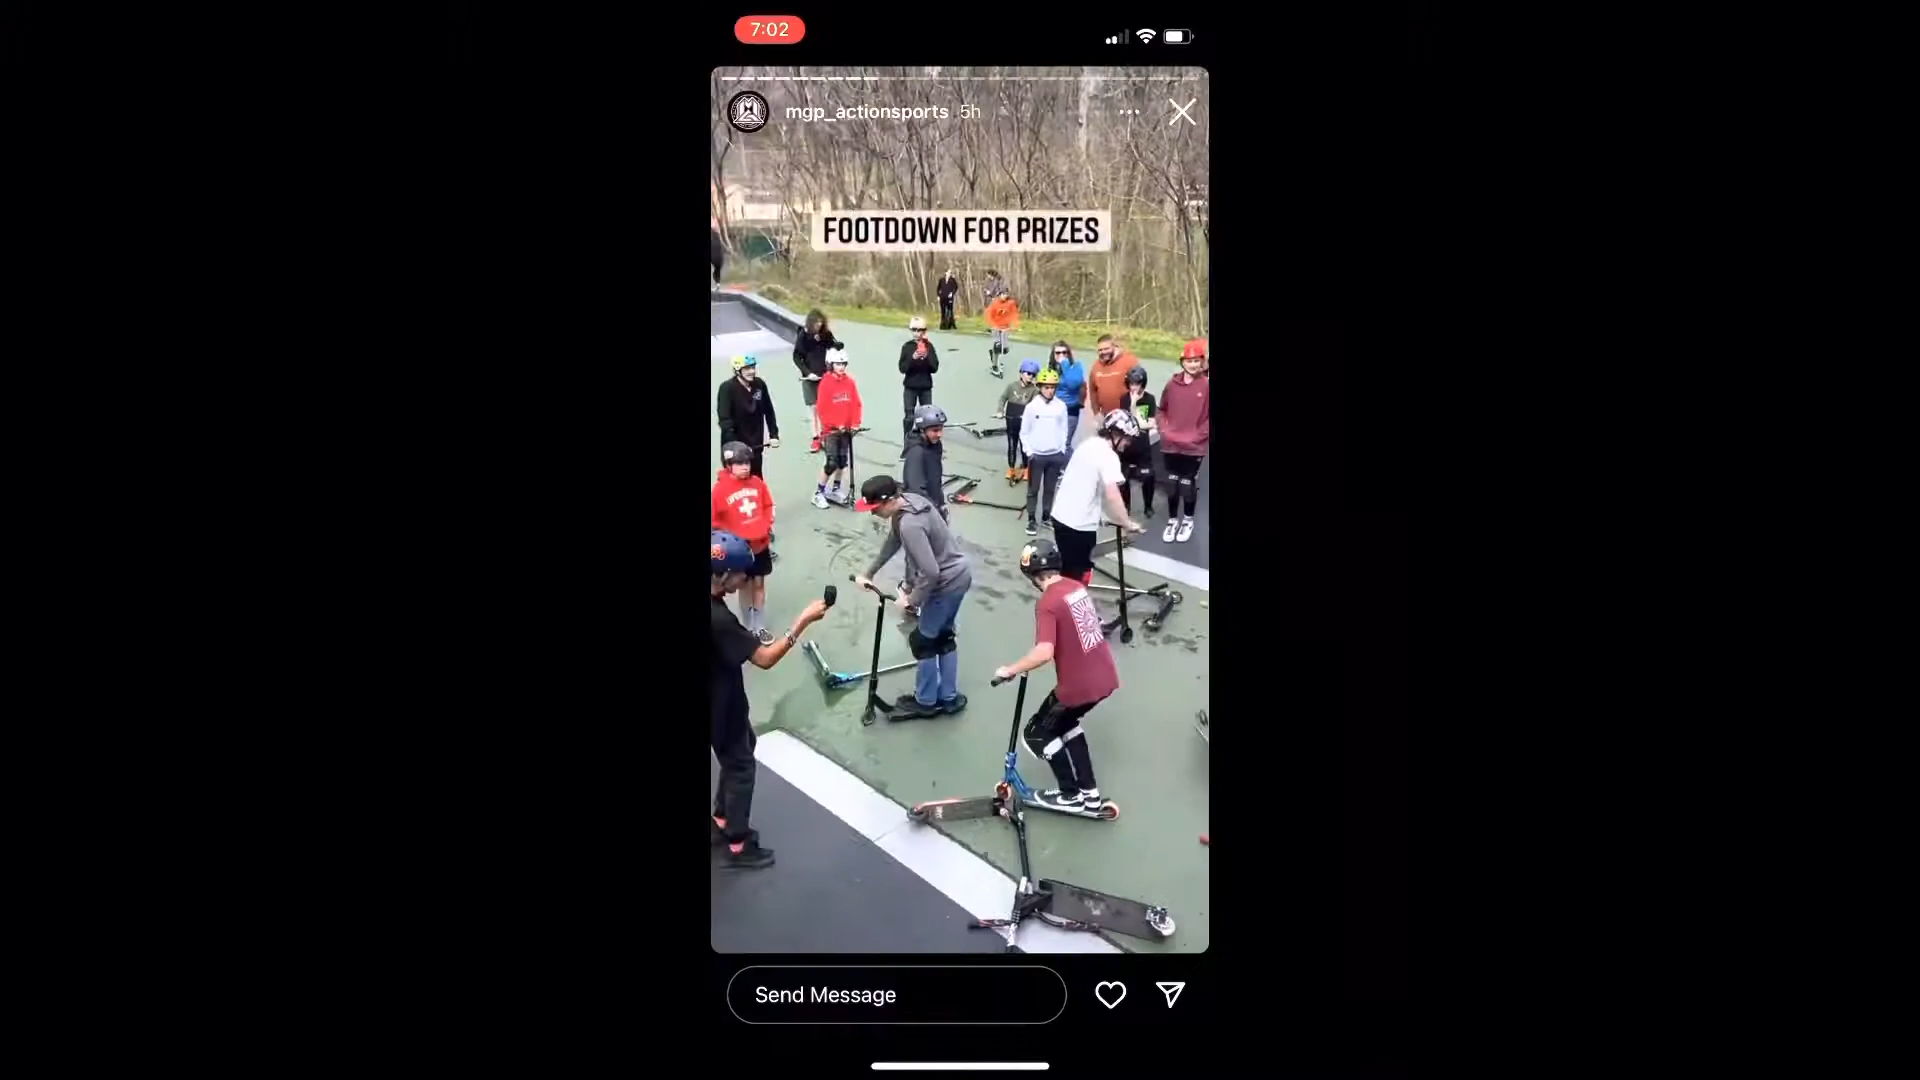 7:02
mgp_actionsports 5h
FOOTDOWN FOR PRIZES
Send Message